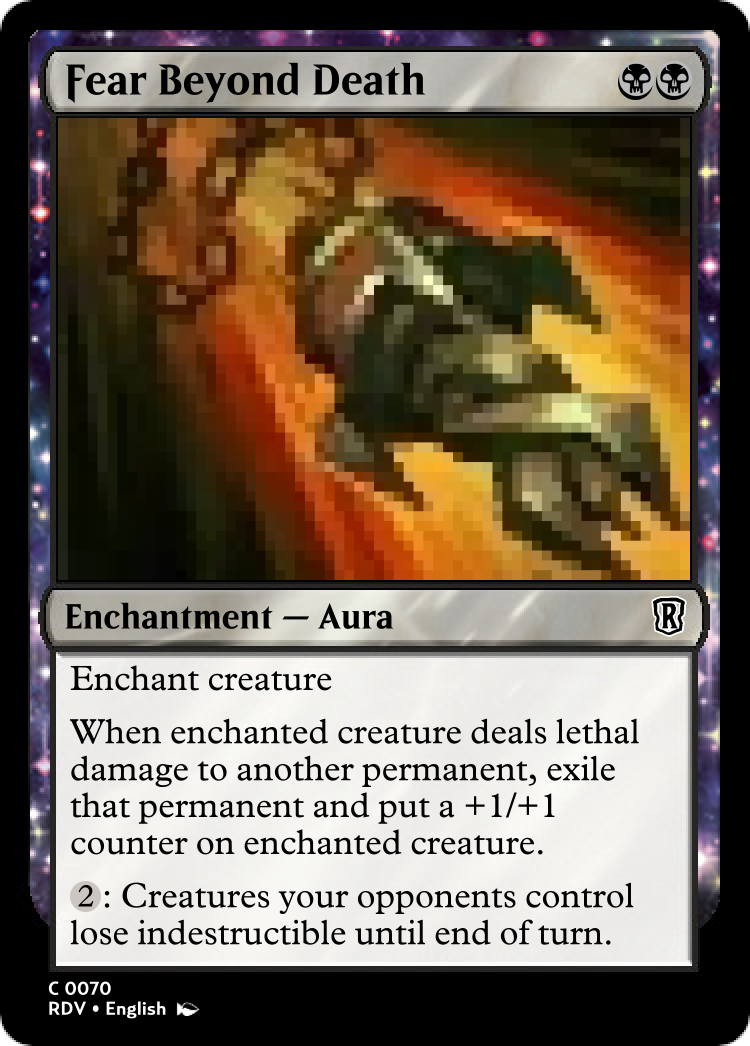 Fear Beyond Death
Enchantment — Aura
R
Enchant creature
When enchanted creature deals lethal
damage to another permanent, exile
that permanent and put a +1/+1
counter on enchanted creature.
2: Creatures your opponents control
lose indestructible until end of turn.
C 0070
RDV • English